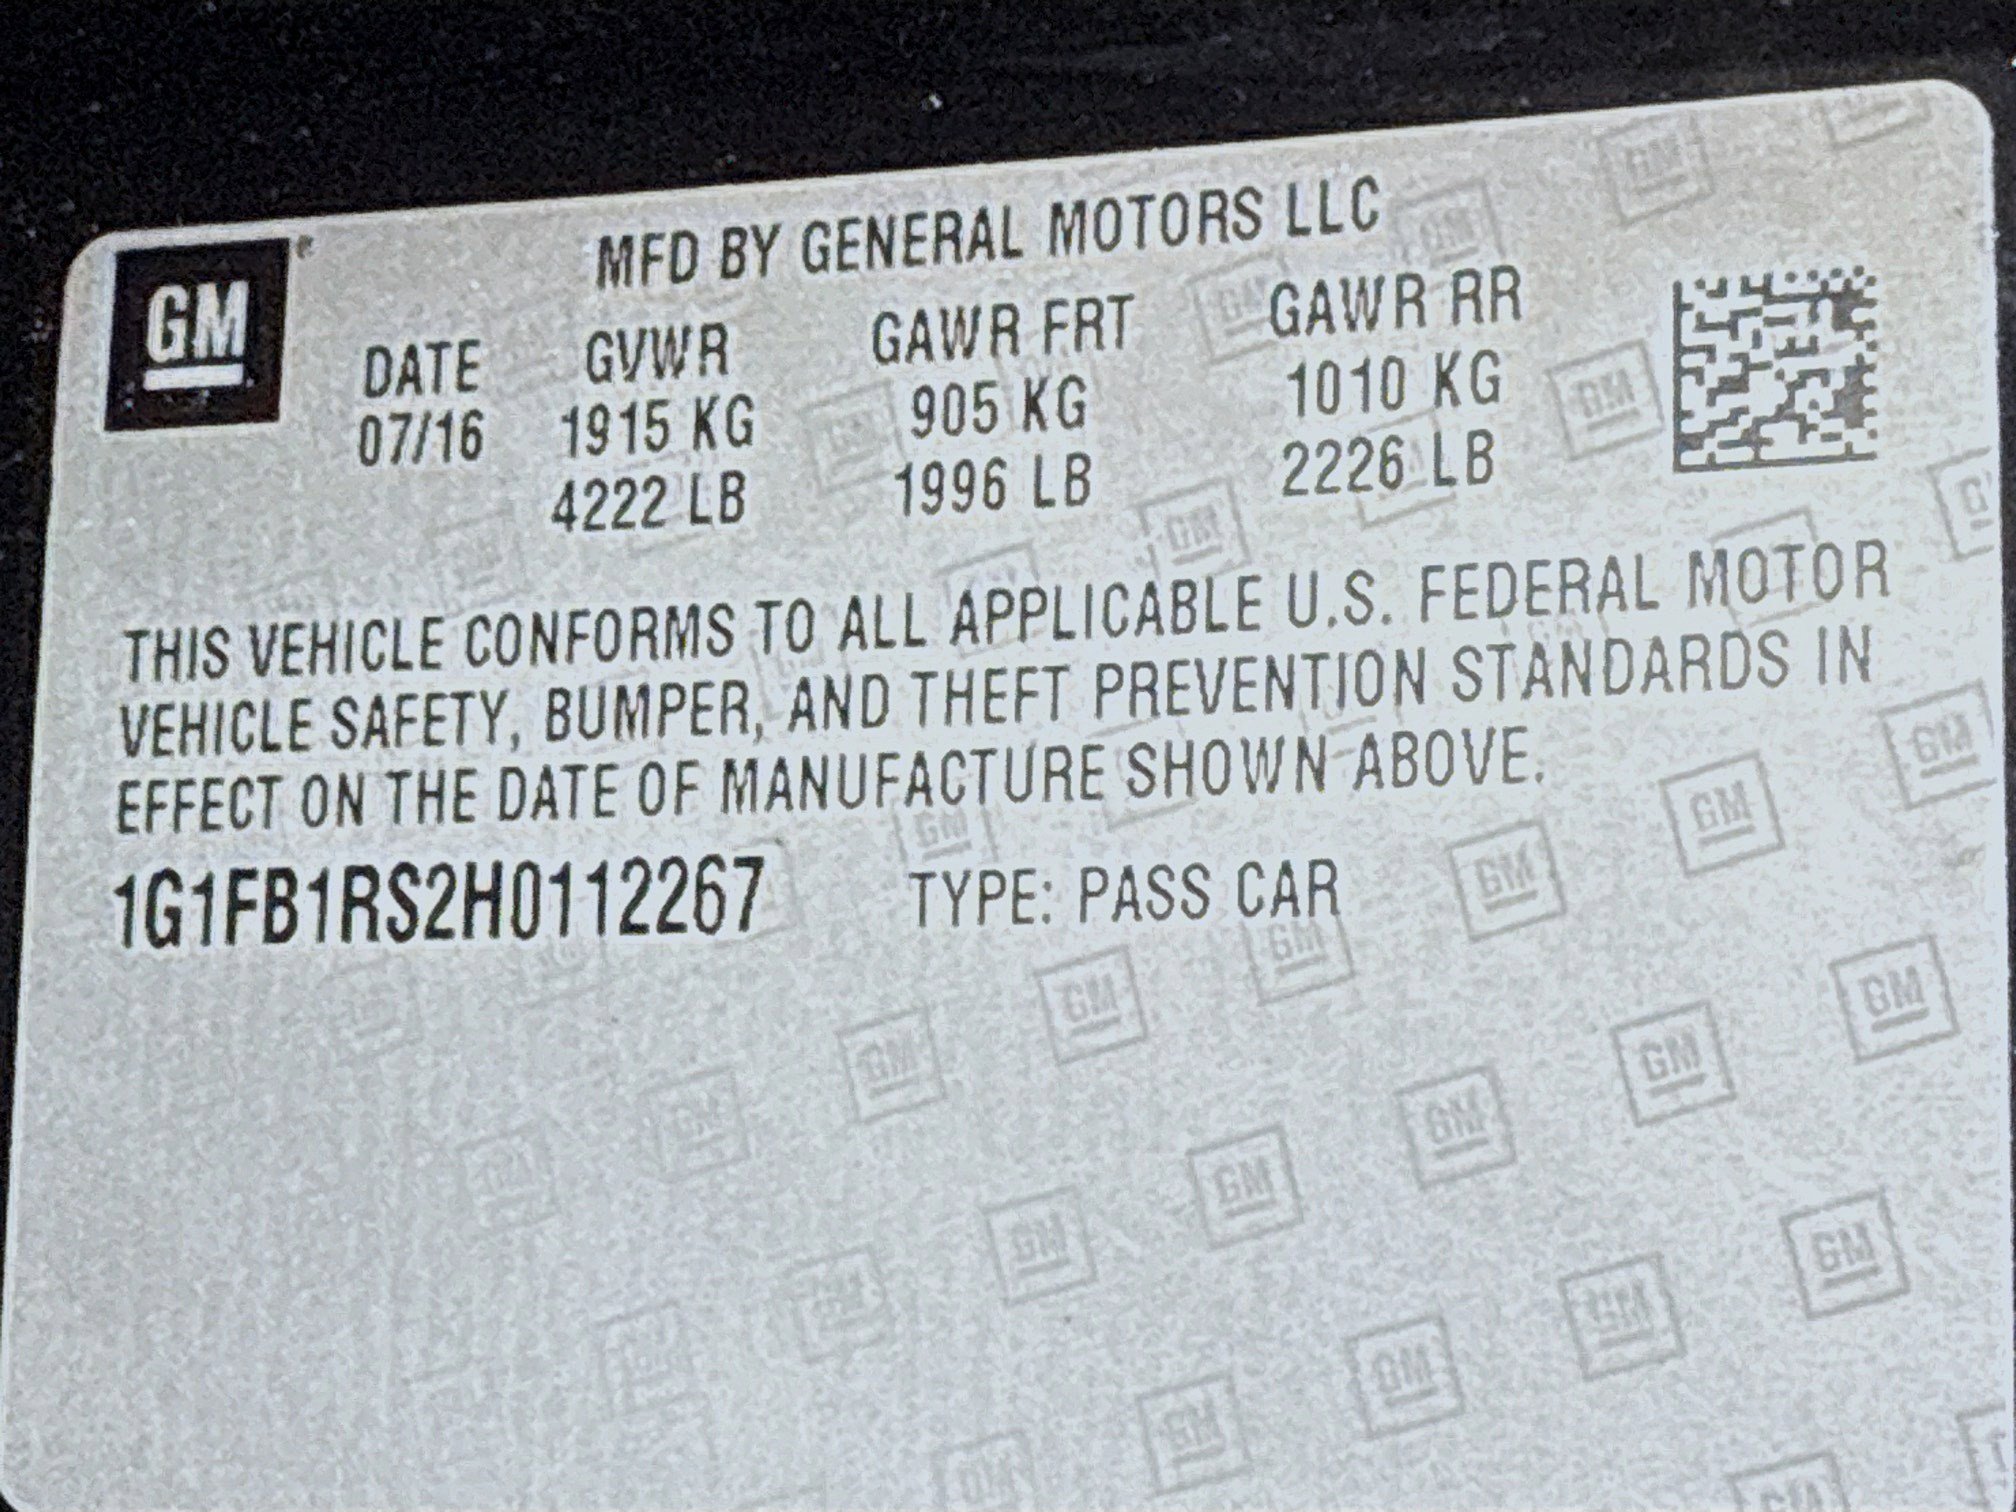 GM
MFD BY GENERAL MOTORS LLC
DATE GVWR GAWR FRT GAWR RR
07/16 1915 KG 905 KG 1010 KG
4222 LB 1996 LB 2226 LB
THIS VEHICLE CONFORMS TO ALL APPLICABLE U.S. FEDERAL MOTOR
VEHICLE SAFETY, BUMPER, AND THEFT PREVENTION STANDARDS IN
EFFECT ON THE DATE OF MANUFACTURE SHOWN ABOVE.
1G1FB1RS2H0112267 TYPE: PASS CAR